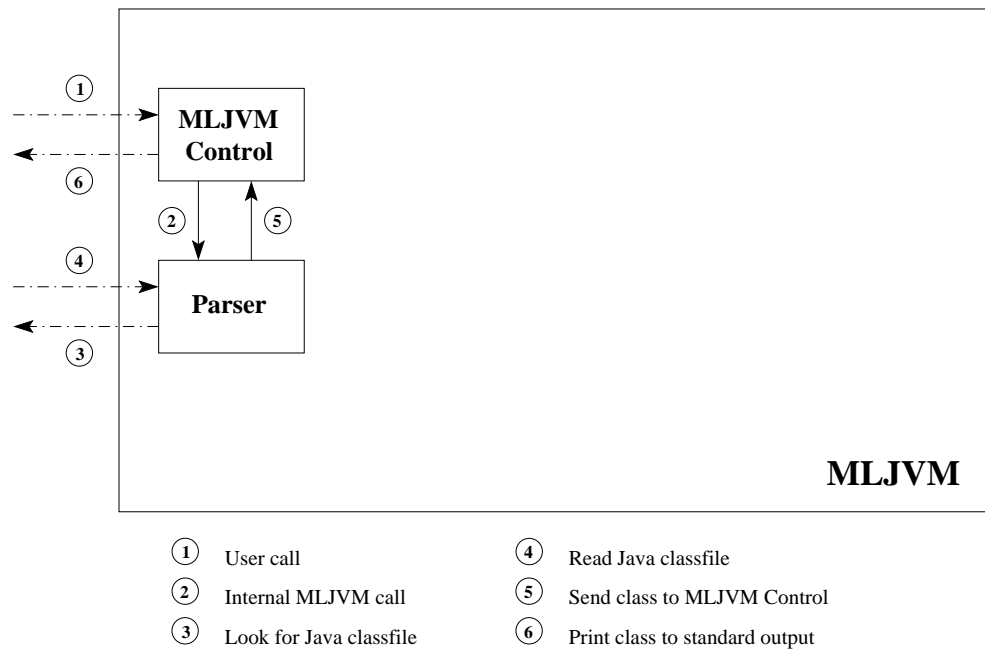 1
MLJVM
Control
6
2
5
4
Parser
3
MLJVM
1 User call
2 Internal MLJVM call
3 Look for Java classfile
4 Read Java classfile
5 Send class to MLJVM Control
6 Print class to standard output